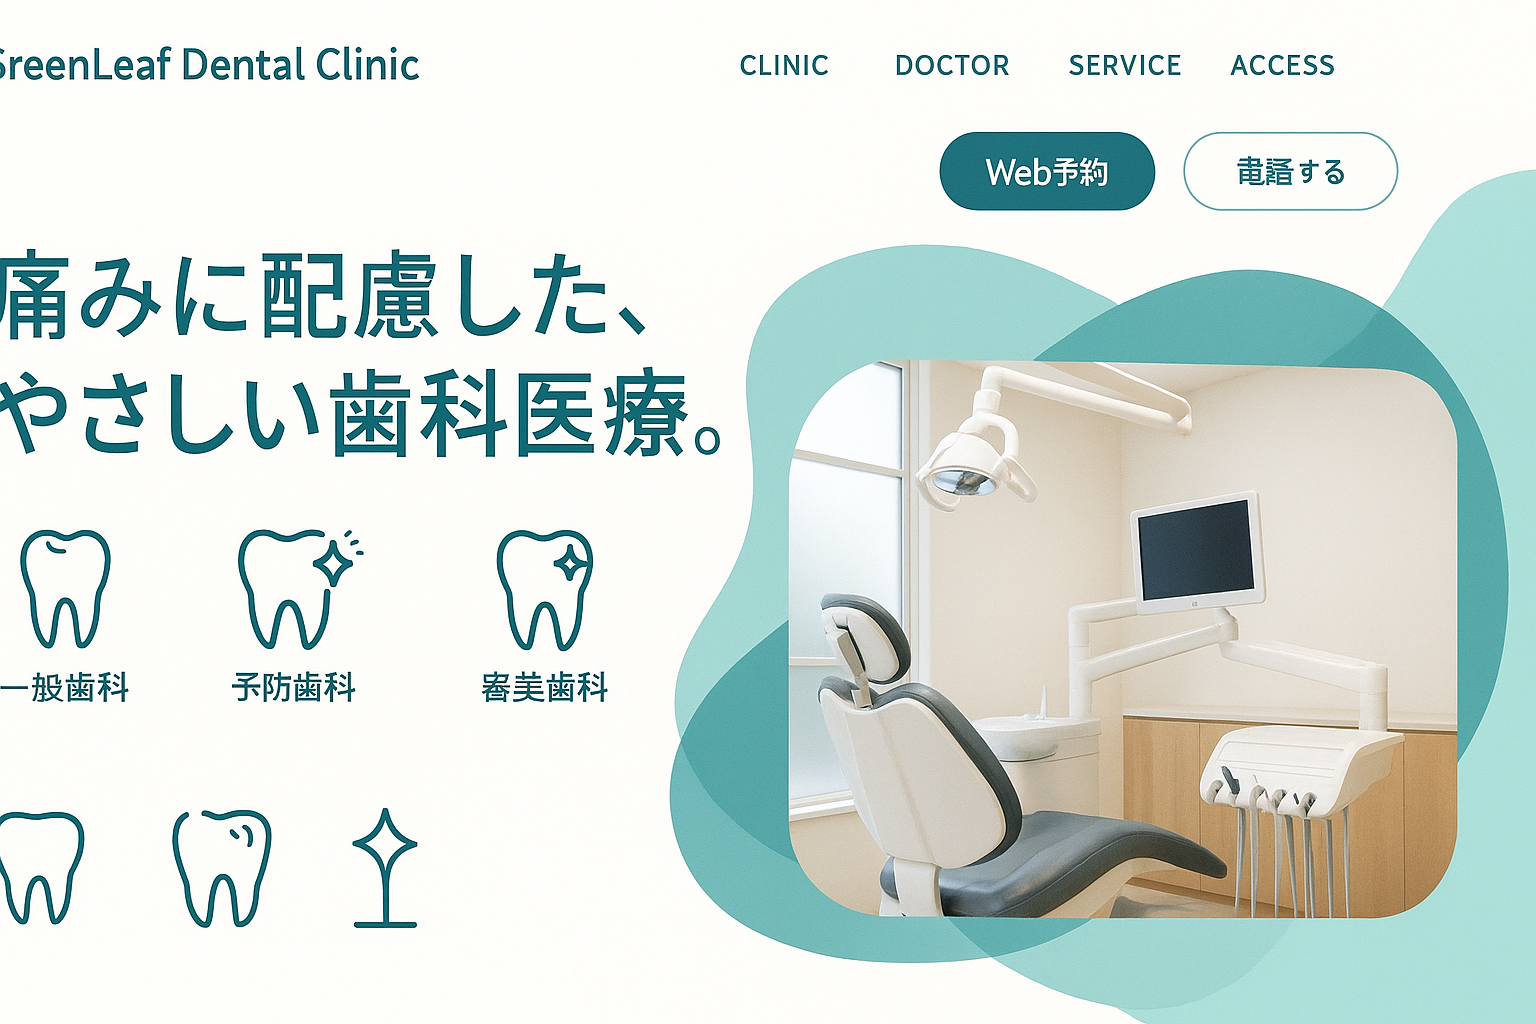 GreenLeaf Dental Clinic
CLINIC DOCTOR SERVICE ACCESS
Web予約
する
痛みに配慮した、
やさしい歯科医療。
一般歯科 予防歯科 審美歯科